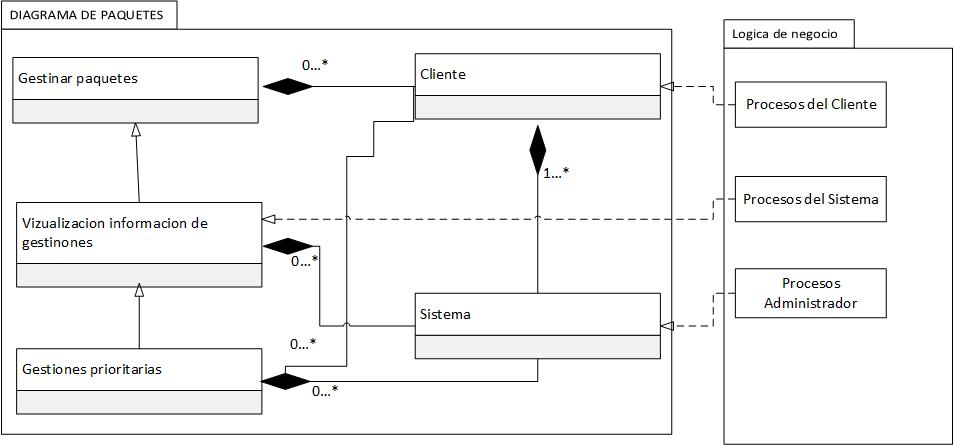 DIAGRAMA DE PAQUETES
Logica de negocio
Gestinar paquetes
0...*
Cliente
Procesos del Cliente
1...*
Vizualizacion informacion de
gestinones
0...*
Procesos del Sistema
Sistema
Procesos
Administrador
0...*
Gestiones prioritarias
0...*